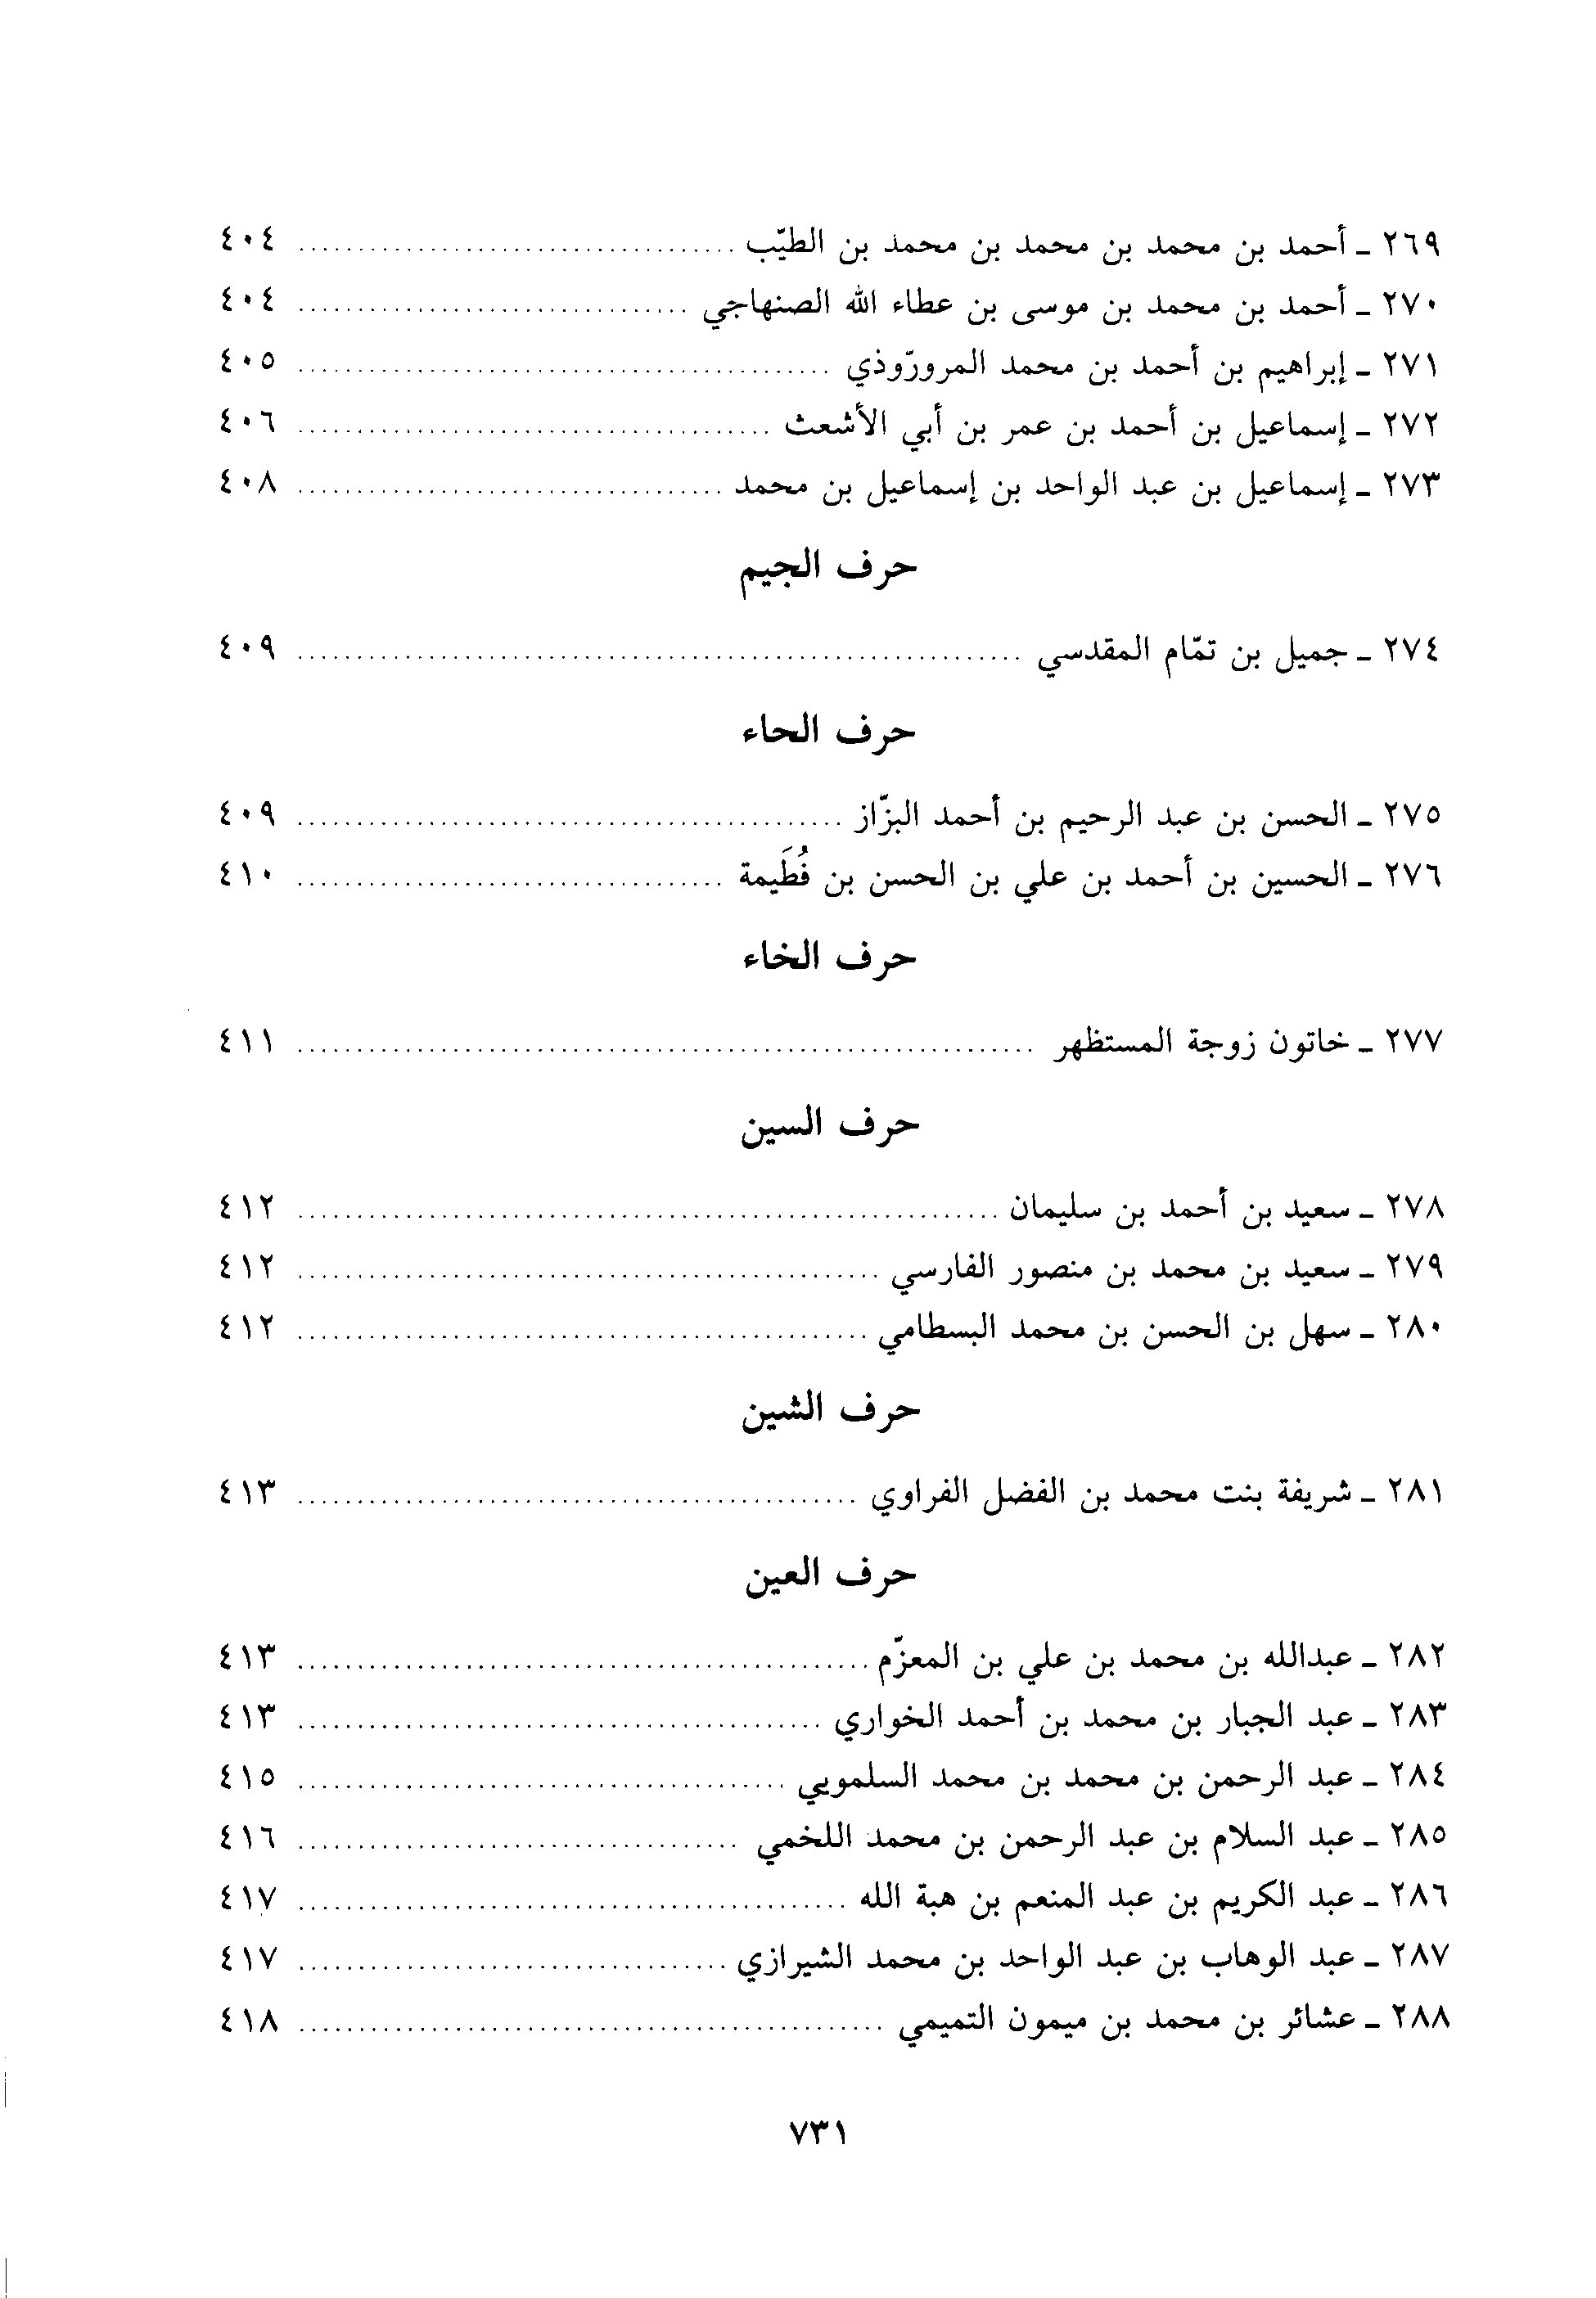 ٢٦٩ ـ أحمد بن محمد بن محمد بن محمد بن الطيّب ........ ٤٠٤
٢٧٠ ـ أحمد بن محمد بن موسى بن عطاء الله الصنهاجي ........ ٤٠٤
٢٧١ ـ إبراهيم بن أحمد بن محمد المرورّوذي ........ ٤٠٥
٢٧٢ ـ إسماعيل بن أحمد بن عمر بن أبي الأشعث ........ ٤٠٦
٢٧٣ ـ إسماعيل بن عبد الواحد بن إسماعيل بن محمد ........ ٤٠٨
حرف الجيم
٢٧٤ ـ جميل بن تمّام المقدسي ........ ٤٠٩
حرف الحاء
٢٧٥ ـ الحسن بن عبد الرحيم بن أحمد البزّاز ........ ٤٠٩
٢٧٦ ـ الحسين بن أحمد بن علي بن الحسن بن فُطَيمة ........ ٤١٠
حرف الخاء
٢٧٧ ـ خاتون زوجة المستظهر ........ ٤١١
حرف السين
٢٧٨ ـ سعيد بن أحمد بن سليمان ........ ٤١٢
٢٧٩ ـ سعيد بن محمد بن منصور الفارسي ........ ٤١٢
٢٨٠ ـ سهل بن الحسن بن محمد البسطامي ........ ٤١٢
حرف الشين
٢٨١ ـ شريفة بنت محمد بن الفضل الفراوي ........ ٤١٣
حرف العين
٢٨٢ ـ عبدالله بن محمد بن علي بن المعزّم ........ ٤١٣
٢٨٣ ـ عبد الجبار بن محمد بن أحمد الخواري ........ ٤١٣
٢٨٤ ـ عبد الرحمن بن محمد بن محمد السلمويي ........ ٤١٥
٢٨٥ ـ عبد السلام بن عبد الرحمن بن محمد اللخمي ........ ٤١٦
٢٨٦ ـ عبد الكريم بن عبد المنعم بن هبة الله ........ ٤١٧
٢٨٧ ـ عبد الوهاب بن عبد الواحد بن محمد الشيرازي ........ ٤١٧
٢٨٨ ـ عشائر بن محمد بن ميمون التميمي ........ ٤١٨
٧٣١